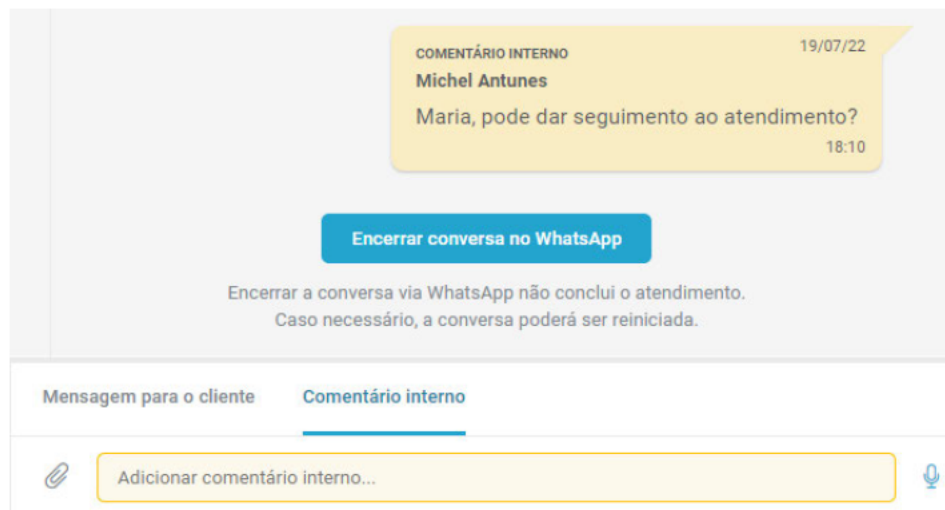 COMENTÁRIO INTERNO 19/07/22
Michel Antunes
Maria, pode dar seguimento ao atendimento?
18:10
Encerrar conversa no WhatsApp
Encerrar a conversa via WhatsApp não conclui o atendimento.
Caso necessário, a conversa poderá ser reiniciada.
Mensagem para o cliente Comentário interno
Adicionar comentário interno...